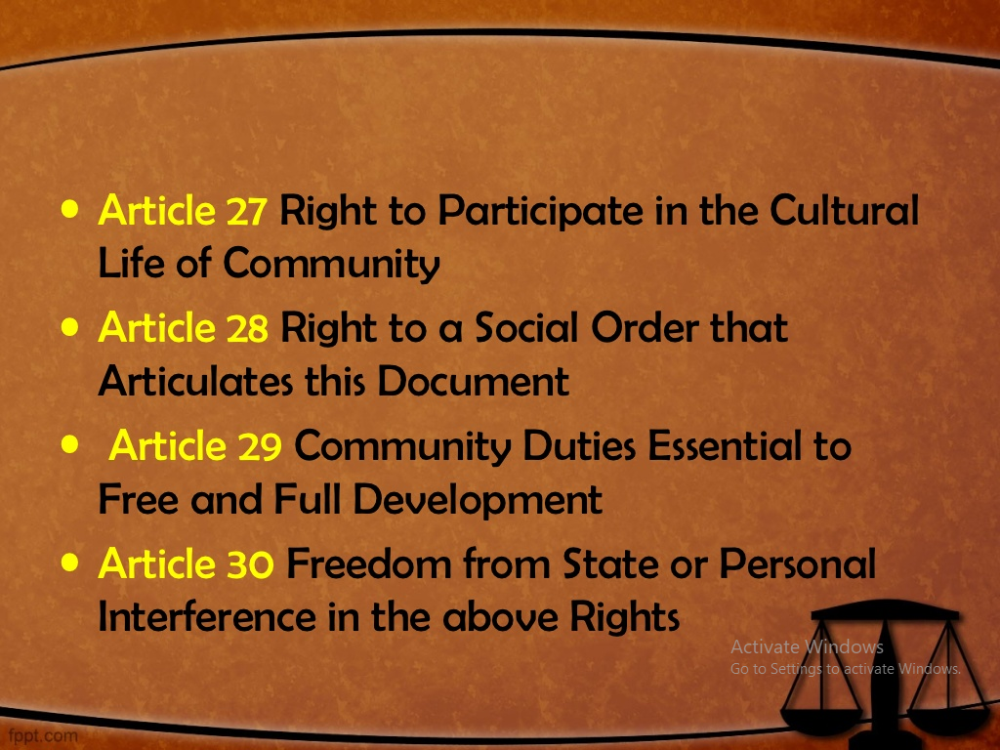 • Article 27 Right to Participate in the Cultural
Life of Community
• Article 28 Right to a Social Order that
Articulates this Document
• Article 29 Community Duties Essential to
Free and Full Development
• Article 30 Freedom from State or Personal
Interference in the above Rights
Activate Windows
Go to Settings to activate Windows.
fppt.com